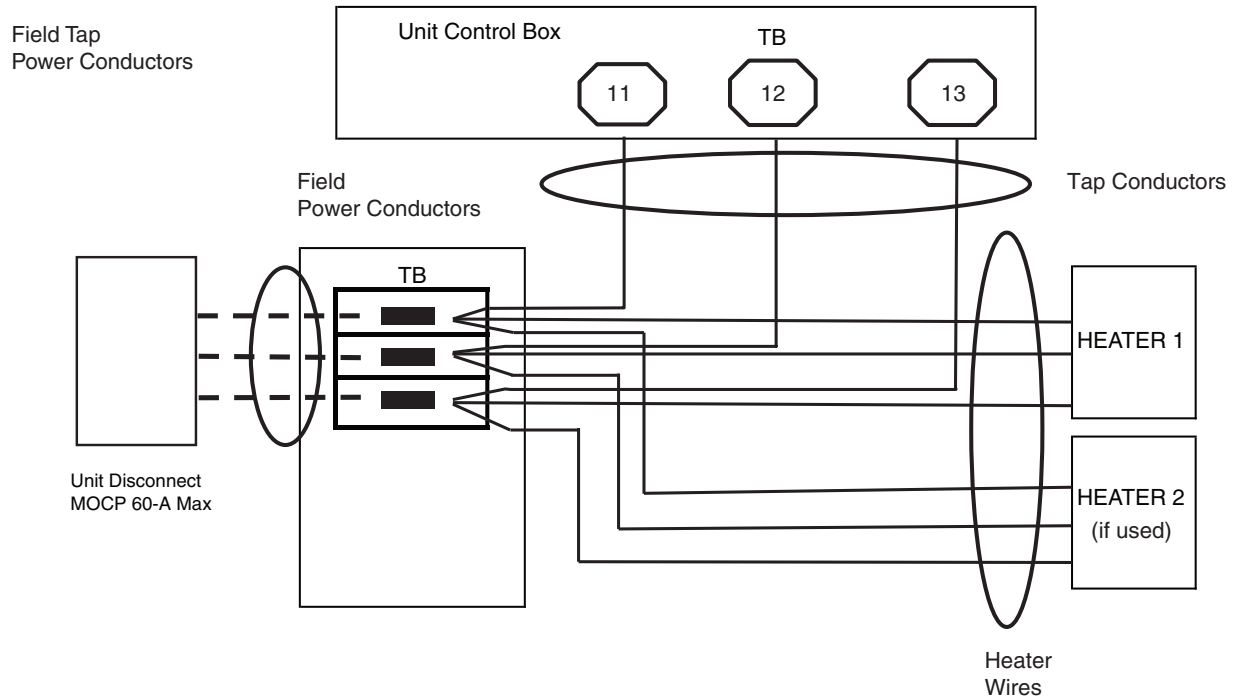 Field Tap
Power Conductors
Unit Control Box
TB
11
12
13
Field
Power Conductors
Tap Conductors
TB
HEATER 1
Unit Disconnect
MOCP 60-A Max
HEATER 2
(if used)
Heater
Wires